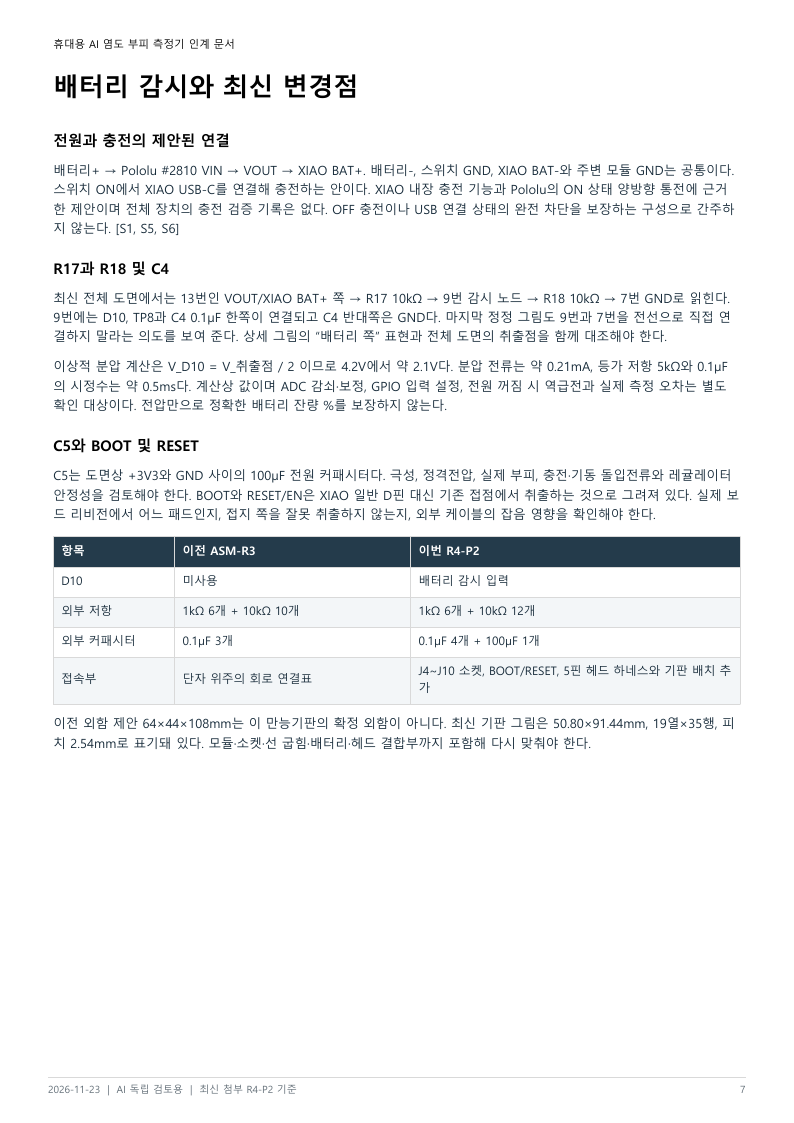 휴대용 AI 염도 부피 측정기 인계 문서
배터리 감시와 최신 변경점
전원과 충전의 제안된 연결
배터리+ → Pololu #2810 VIN → VOUT → XIAO BAT+. 배터리-, 스위치 GND, XIAO BAT-와 주변 모듈 GND는 공통이다.
스위치 ON에서 XIAO USB-C를 연결해 충전하는 안이다. XIAO 내장 충전 기능과 Pololu의 ON 상태 양방향 통전에 근거
한 제안이며 전체 장치의 충전 검증 기록은 없다. OFF 충전이나 USB 연결 상태의 완전 차단을 보장하는 구성으로 간주하
지 않는다. [S1, S5, S6]
R17과 R18 및 C4
최신 전체 도면에서는 13번인 VOUT/XIAO BAT+ 쪽 → R17 10kΩ → 9번 감시 노드 → R18 10kΩ → 7번 GND로 읽힌다.
9번에는 D10, TP8과 C4 0.1μF 한쪽이 연결되고 C4 반대쪽은 GND다. 마지막 정정 그림도 9번과 7번을 전선으로 직접 연
결하지 말라는 의도를 보여 준다. 상세 그림의 “배터리 쪽” 표현과 전체 도면의 취출점을 함께 대조해야 한다.
이상적 분압 계산은 V_D10 = V_취출점 / 2 이므로 4.2V에서 약 2.1V다. 분압 전류는 약 0.21mA, 등가 저항 5kΩ와 0.1μF
의 시정수는 약 0.5ms다. 계산상 값이며 ADC 감쇠·보정, GPIO 입력 설정, 전원 꺼짐 시 역급전과 실제 측정 오차는 별도
확인 대상이다. 전압만으로 정확한 배터리 잔량 %를 보장하지 않는다.
C5와 BOOT 및 RESET
C5는 도면상 +3V3와 GND 사이의 100μF 전원 커패시터다. 극성, 정격전압, 실제 부피, 충전·기동 돌입전류와 레귤레이터
안정성을 검토해야 한다. BOOT와 RESET/EN은 XIAO 일반 D핀 대신 기존 접점에서 취출하는 것으로 그려져 있다. 실제 보
드 리비전에서 어느 패드인지, 접지 쪽을 잘못 취출하지 않는지, 외부 케이블의 잡음 영향을 확인해야 한다.
항목 이전 ASM-R3 이번 R4-P2
D10 미사용 배터리 감시 입력
외부 저항 1kΩ 6개 + 10kΩ 10개 1kΩ 6개 + 10kΩ 12개
외부 커패시터 0.1μF 3개 0.1μF 4개 + 100μF 1개
접속부 단자 위주의 회로 연결표 J4~J10 소켓, BOOT/RESET, 5핀 헤드 하네스와 기판 배치 추
가
이전 외함 제안 64×44×108mm는 이 만능기판의 확정 외함이 아니다. 최신 기판 그림은 50.80×91.44mm, 19열×35행, 피
치 2.54mm로 표기돼 있다. 모듈·소켓·선 굽힘·배터리·헤드 결합부까지 포함해 다시 맞춰야 한다.
2026-11-23 | AI 독립 검토용 | 최신 첨부 R4-P2 기준 7